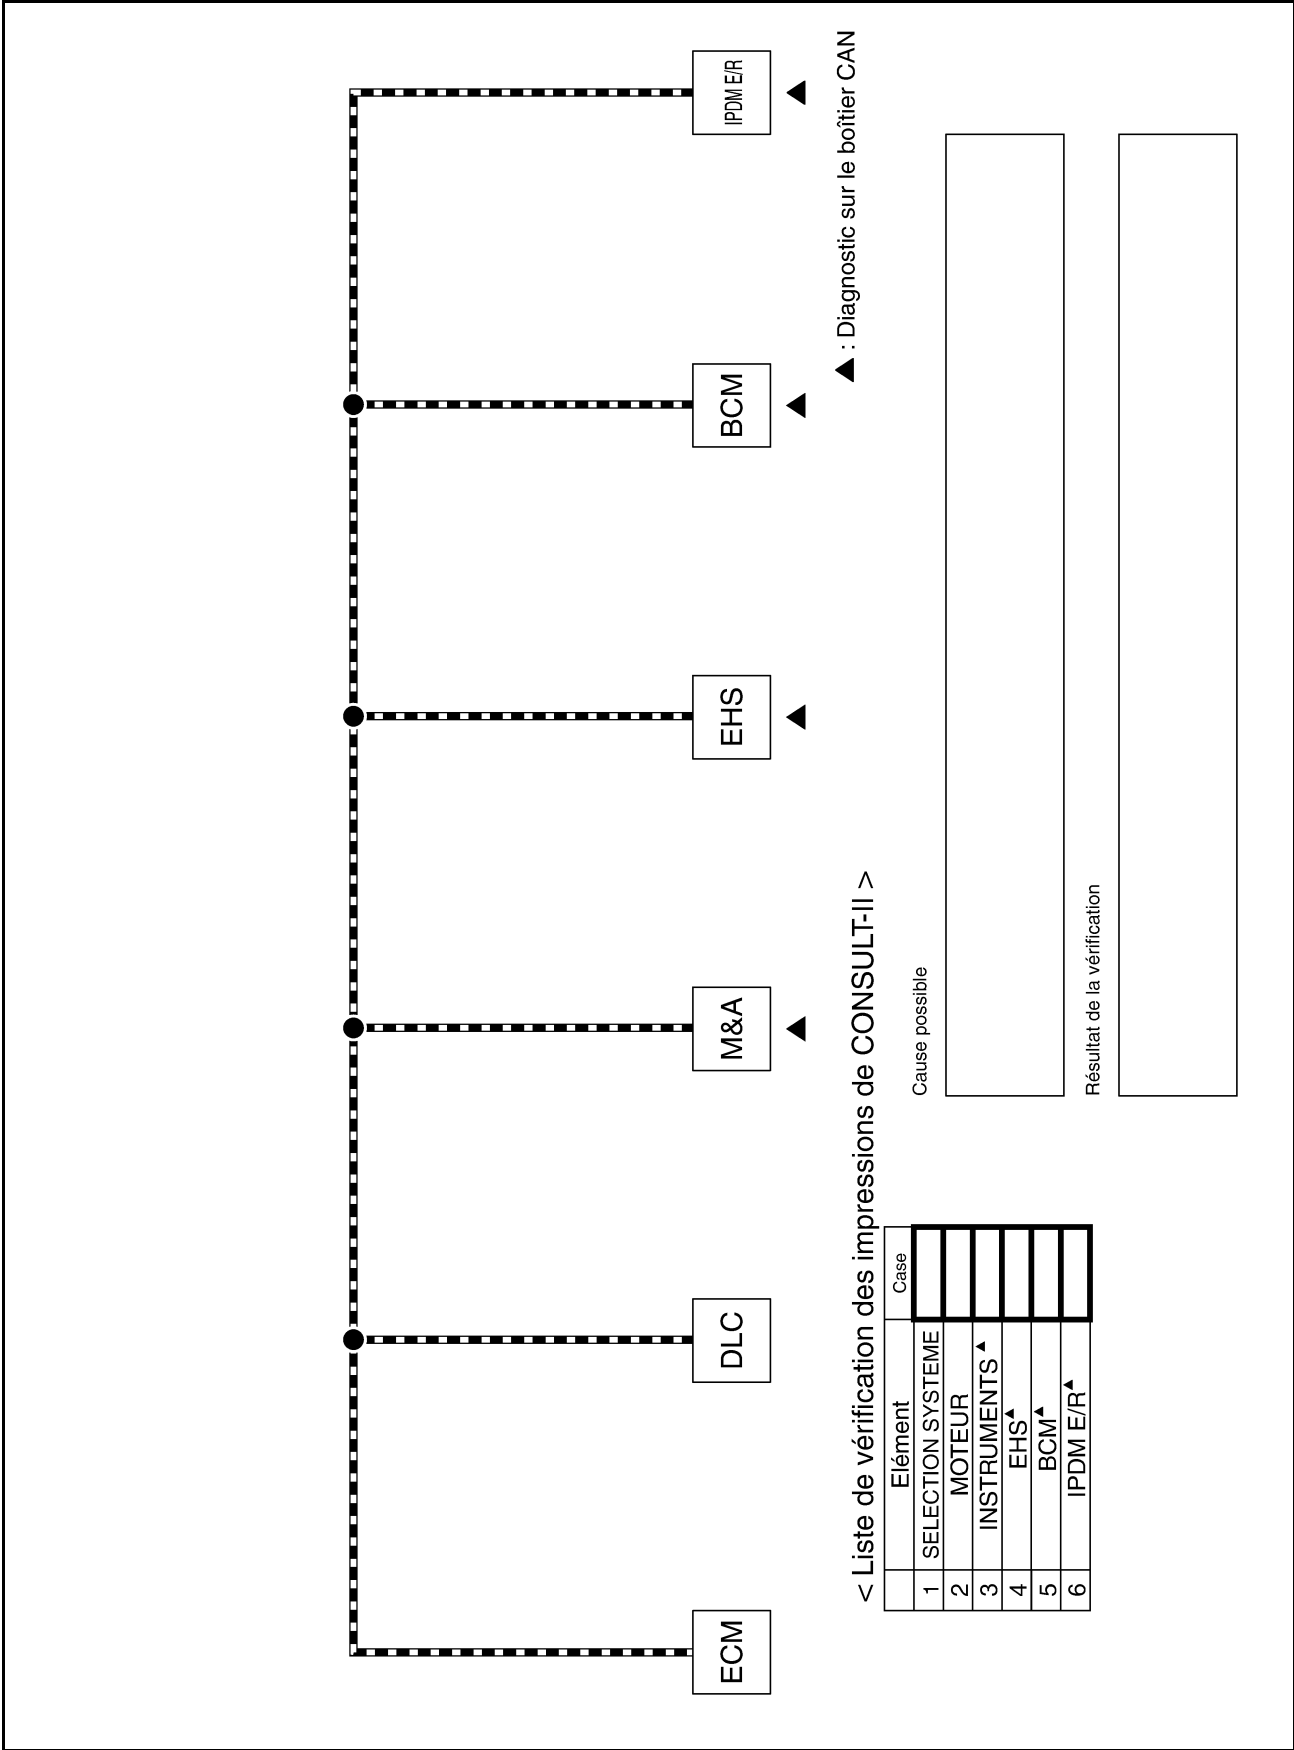 ECM
DLC
M&A
EHS
BCM
IPDM E/R
▲ : Diagnostic sur le boîtier CAN
< Liste de vérification des impressions de CONSULT-II >
Elément Case
1 SELECTION SYSTEME
2 MOTEUR
3 INSTRUMENTS▲
4 EHS▲
5 BCM▲
6 IPDM E/R▲
Cause possible
Résultat de la vérification